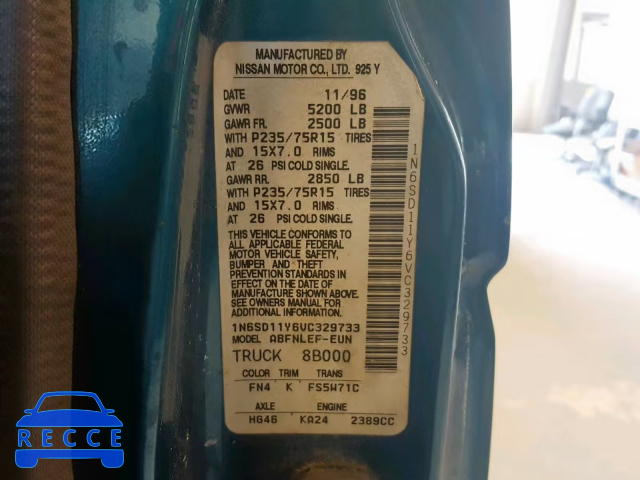 MANUFACTURED BY
NISSAN MOTOR CO., LTD. 925 Y
DATE 11/96
GVWR 5200 LB
GAWR FR. 2500 LB
WITH P235/75R15 TIRES
AND 15X7.0 RIMS
AT 26 PSI COLD SINGLE.
GAWR RR. 2850 LB
WITH P235/75R15 TIRES
AND 15X7.0 RIMS
AT 26 PSI COLD SINGLE.
THIS VEHICLE CONFORMS TO
ALL APPLICABLE FEDERAL
MOTOR VEHICLE SAFETY,
BUMPER AND THEFT
PREVENTION STANDARDS IN
EFFECT ON THE DATE OF
MANUFACTURE SHOWN ABOVE.
SEE OWNERS MANUAL FOR
ADDITIONAL INFORMATION.
1N6SD11Y6VC329733
MODEL ABFNLEF-EUN
TRUCK 8B000
COLOR TRIM TRANS
FN4 K FS5W71C
AXLE ENGINE
HG46 KA24 2389CC
1N6SD11Y6VC329733
RECCE